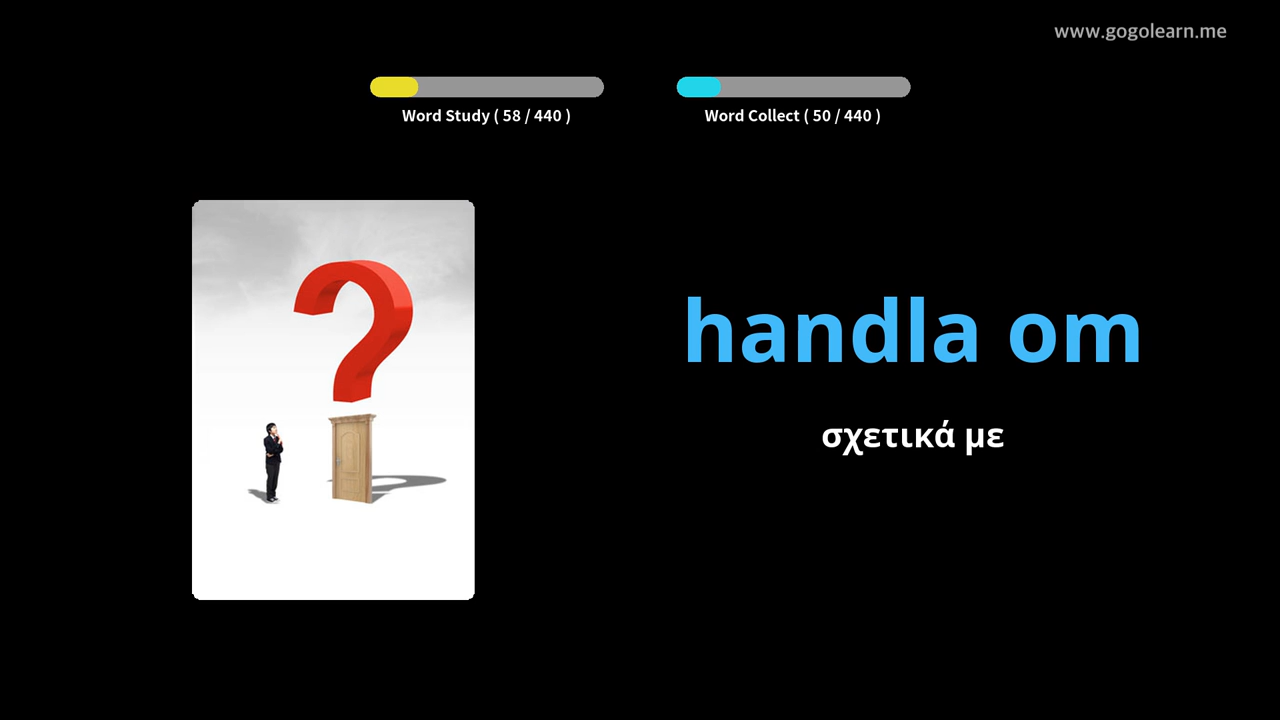 www.gogolearn.me
Word Study ( 58 / 440 )
Word Collect ( 50 / 440 )
handla om
σχετικά με